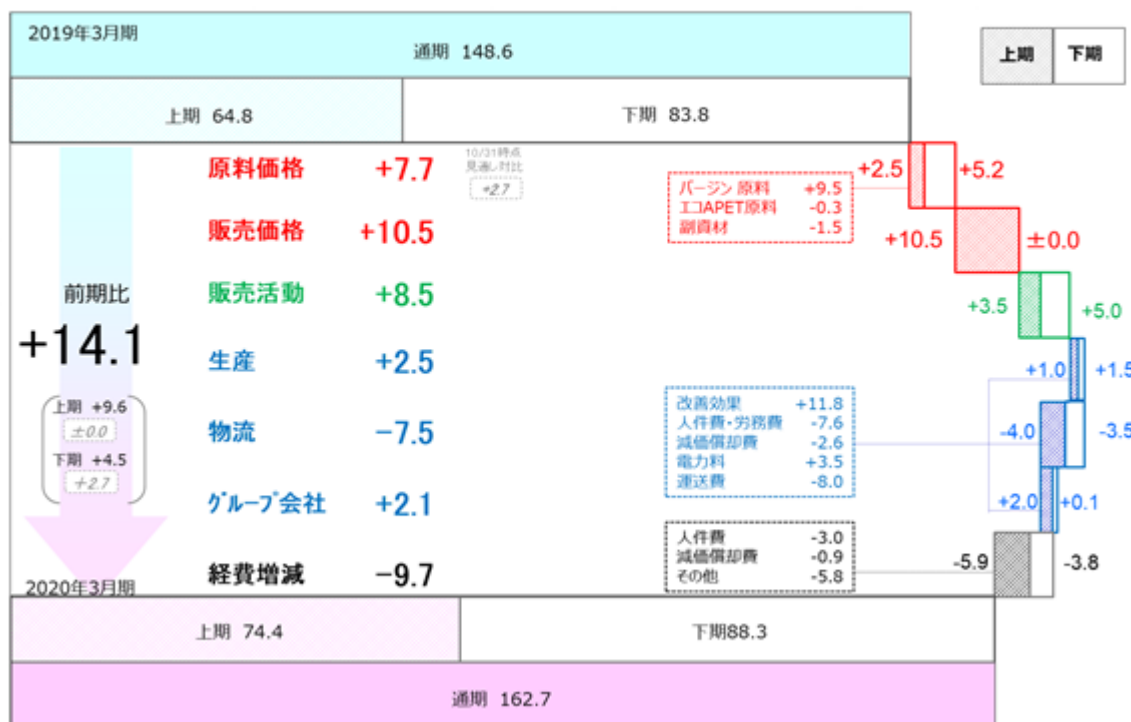 2019年3月期
通期 148.6
上期 下期
上期 64.8
下期 83.8
原料価格 +7.7
10/31時点
見通し対比
+2.7
バージン 原料 +9.5
エコAPET原料 -0.3
副資材 -1.5
+2.5 +5.2
販売価格 +10.5
+10.5 ±0.0
前期比
+14.1
上期 +9.6
±0.0
下期 +4.5
+2.7
販売活動 +8.5
+3.5 +5.0
生産 +2.5
+1.0 +1.5
改善効果 +11.8
人件費・労務費 -7.6
減価償却費 -2.6
電力料 +3.5
運送費 -8.0
物流 −7.5
-4.0 -3.5
グループ会社 +2.1
+2.0 +0.1
経費増減 −9.7
人件費 -3.0
減価償却費 -0.9
その他 -5.8
-5.9 -3.8
2020年3月期
上期 74.4
下期88.3
通期 162.7